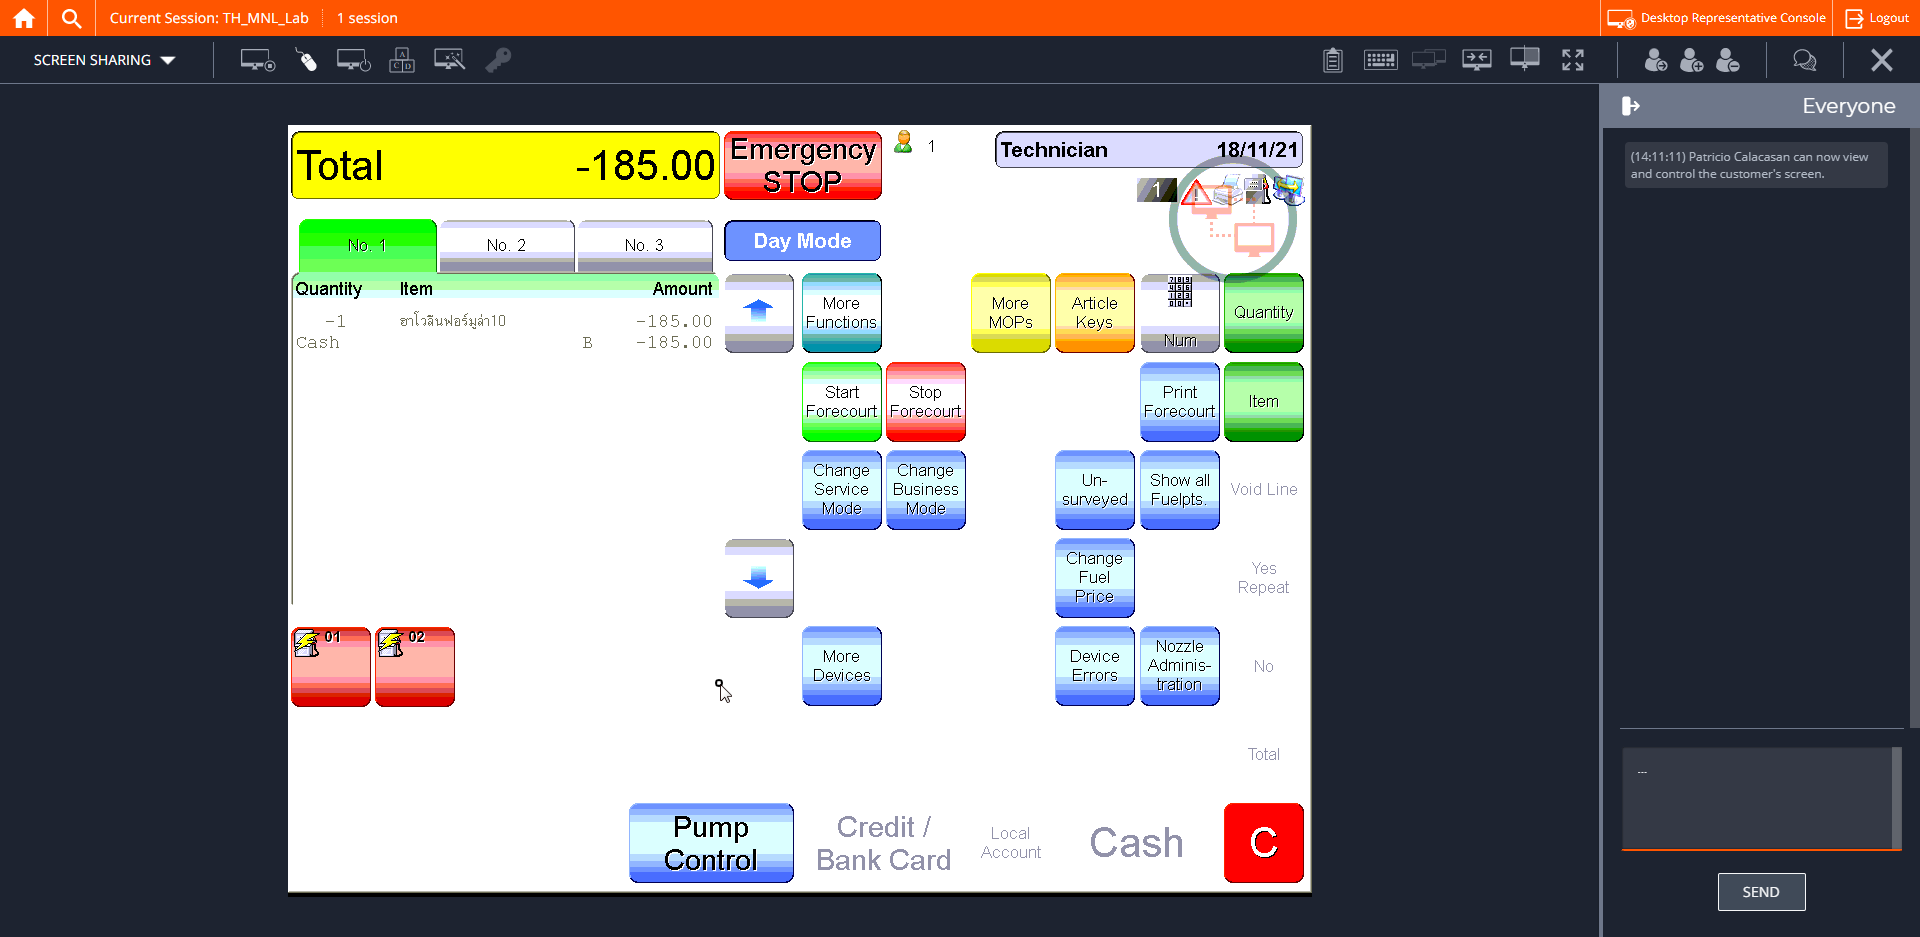 Current Session: TH_MNL_Lab 1 session Desktop Representative Console Logout
SCREEN SHARING
Everyone
(14:11:11) Patricio Calacasan can now view
and control the customer's screen.
Total -185.00
Emergency
STOP
1
Technician 18/11/21
1
No. 1 No. 2 No. 3
Day Mode
Quantity Item Amount
-1 ฮาโวลีนฟอร์มูล่า10 -185.00
Cash B -185.00
More
Functions
More
MOPs
Article
Keys
Num
Quantity
Start
Forecourt
Stop
Forecourt
Print
Forecourt
Item
Change
Service
Mode
Change
Business
Mode
Un-
surveyed
Show all
Fuelpts.
Void Line
Change
Fuel
Price
Yes
Repeat
01 02
More
Devices
Device
Errors
Nozzle
Adminis-
tration
No
Total
Pump
Control
Credit /
Bank Card
Local
Account
Cash
C
...
SEND